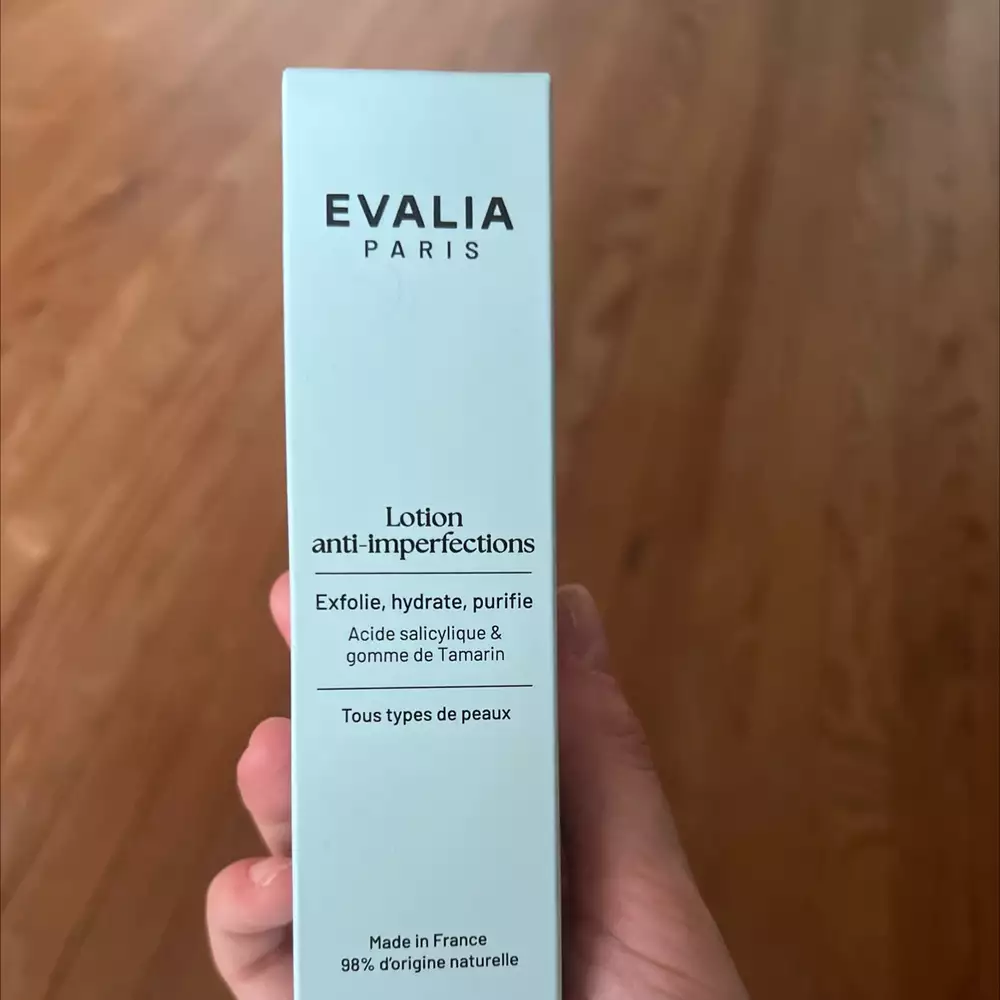 EVALIA
PARIS
Lotion
anti-imperfections
Exfolie, hydrate, purifie
Acide salicylique &
gomme de Tamarin
Tous types de peaux
Made in France
98% d'origine naturelle